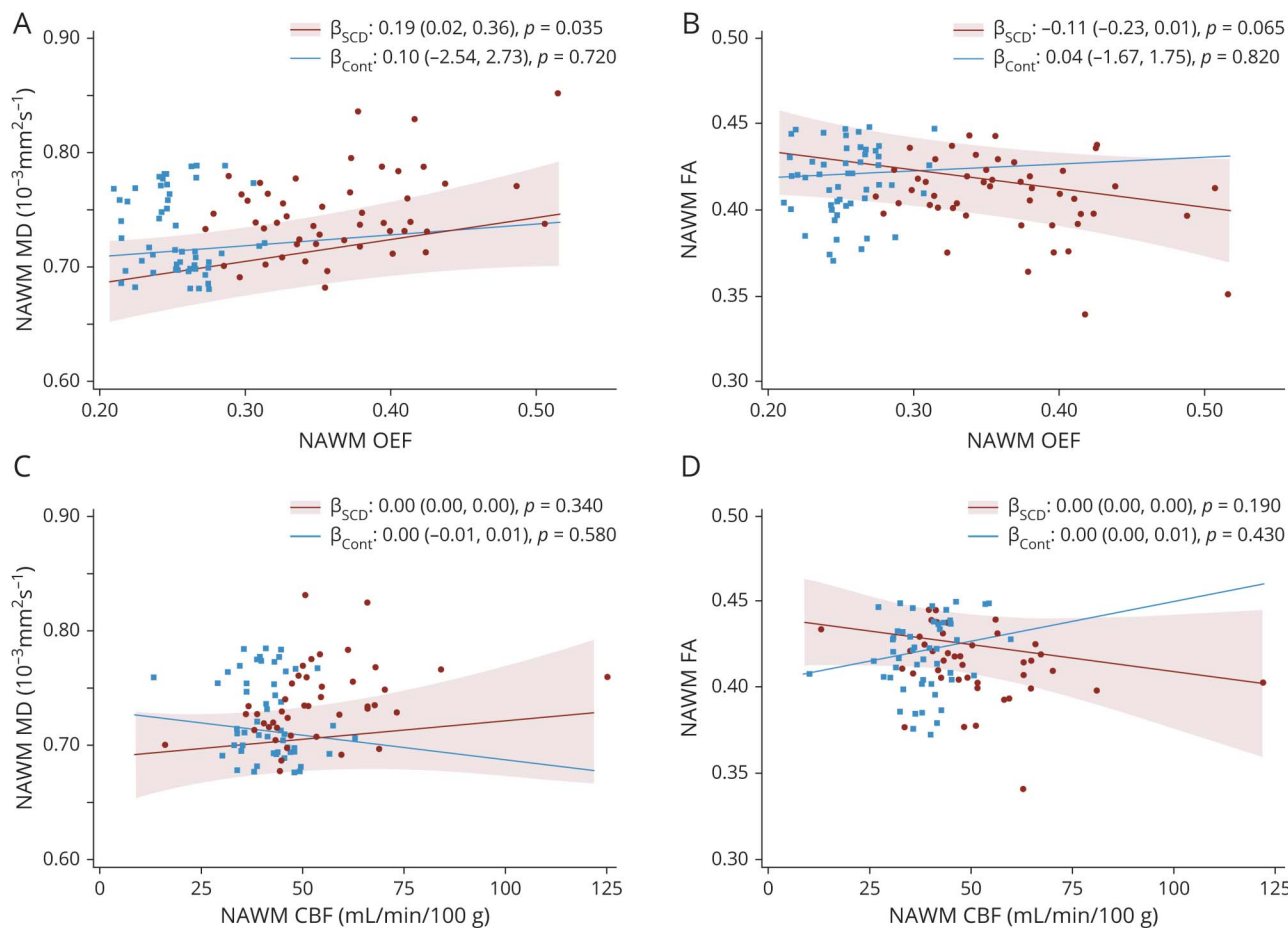 A
β_SCD: 0.19 (0.02, 0.36), p = 0.035
β_Cont: 0.10 (–2.54, 2.73), p = 0.720
0.90
0.80
0.70
0.60
NAWM MD (10⁻³mm²s⁻¹)
0.20 0.30 0.40 0.50
NAWM OEF
B
β_SCD: –0.11 (–0.23, 0.01), p = 0.065
β_Cont: 0.04 (–1.67, 1.75), p = 0.820
0.50
0.45
0.40
0.35
0.30
NAWM FA
0.20 0.30 0.40 0.50
NAWM OEF
C
β_SCD: 0.00 (0.00, 0.00), p = 0.340
β_Cont: 0.00 (–0.01, 0.01), p = 0.580
0.90
0.80
0.70
0.60
NAWM MD (10⁻³mm²s⁻¹)
0 25 50 75 100 125
NAWM CBF (mL/min/100 g)
D
β_SCD: 0.00 (0.00, 0.00), p = 0.190
β_Cont: 0.00 (0.00, 0.01), p = 0.430
0.50
0.45
0.40
0.35
0.30
NAWM FA
0 25 50 75 100 125
NAWM CBF (mL/min/100 g)